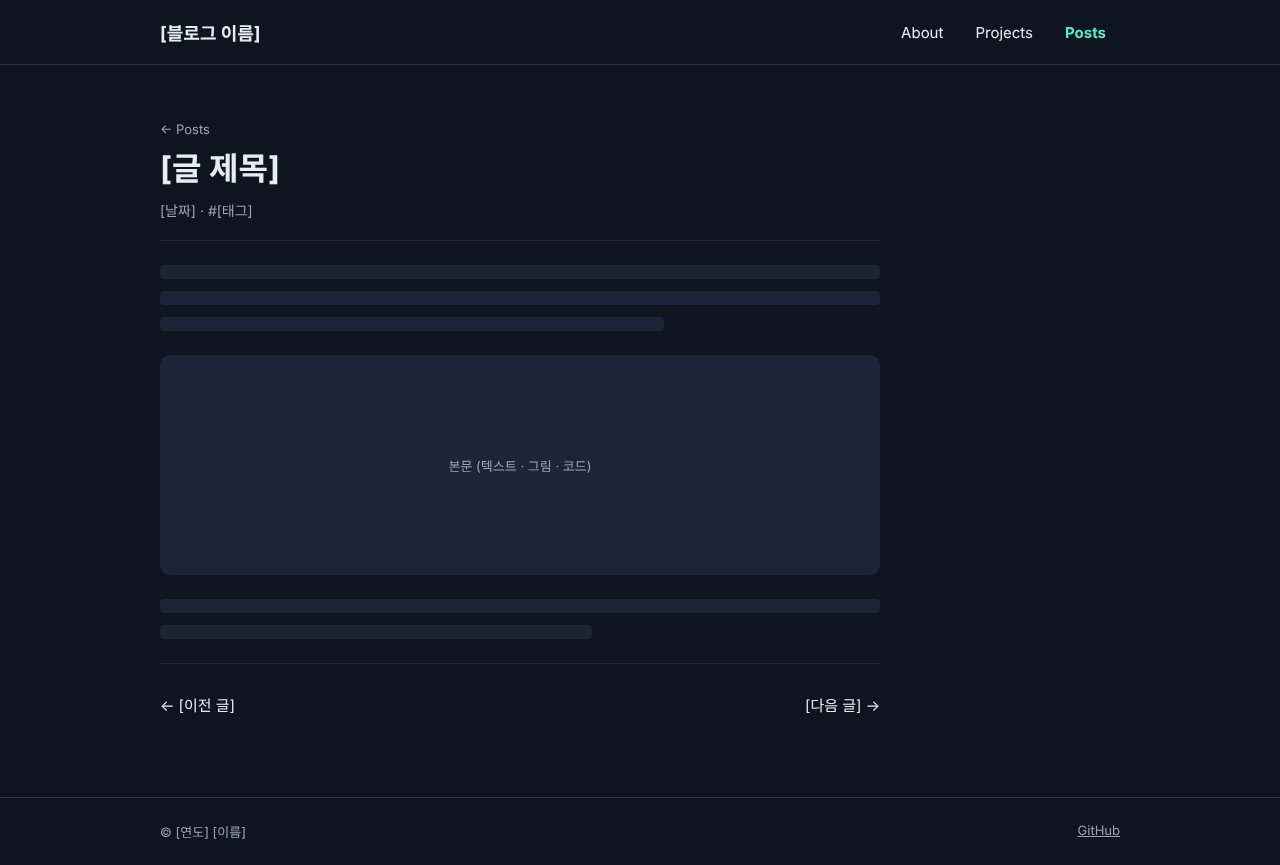 [블로그 이름]
About Projects Posts
← Posts
[글 제목]
[날짜] · #[태그]
본문 (텍스트 · 그림 · 코드)
← [이전 글] [다음 글] →
© [연도] [이름] GitHub